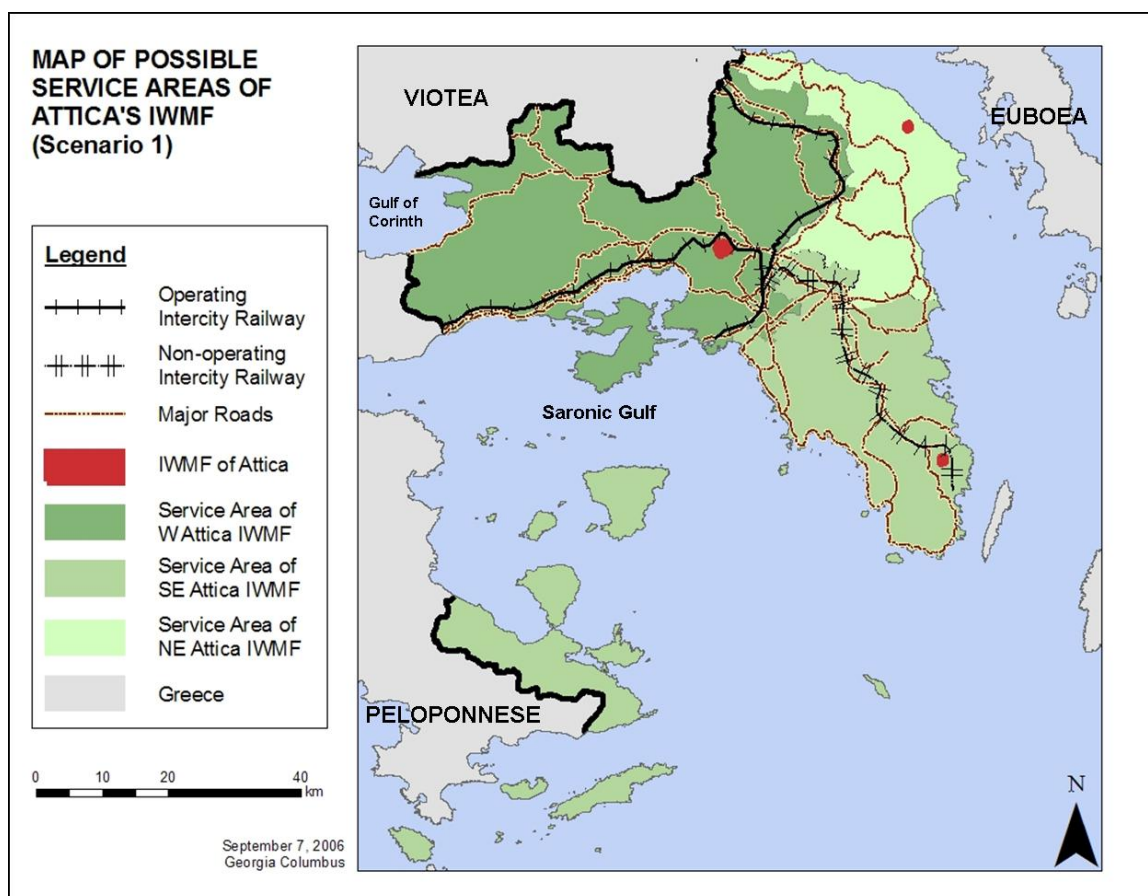 MAP OF POSSIBLE
SERVICE AREAS OF
ATTICA'S IWMF
(Scenario 1)
Legend
Operating
Intercity Railway
Non-operating
Intercity Railway
Major Roads
IWMF of Attica
Service Area of
W Attica IWMF
Service Area of
SE Attica IWMF
Service Area of
NE Attica IWMF
Greece
0 10 20 40
km
September 7, 2006
Georgia Columbus
VIOTEA
EUBOEA
Gulf of
Corinth
Saronic Gulf
PELOPONNESE
N